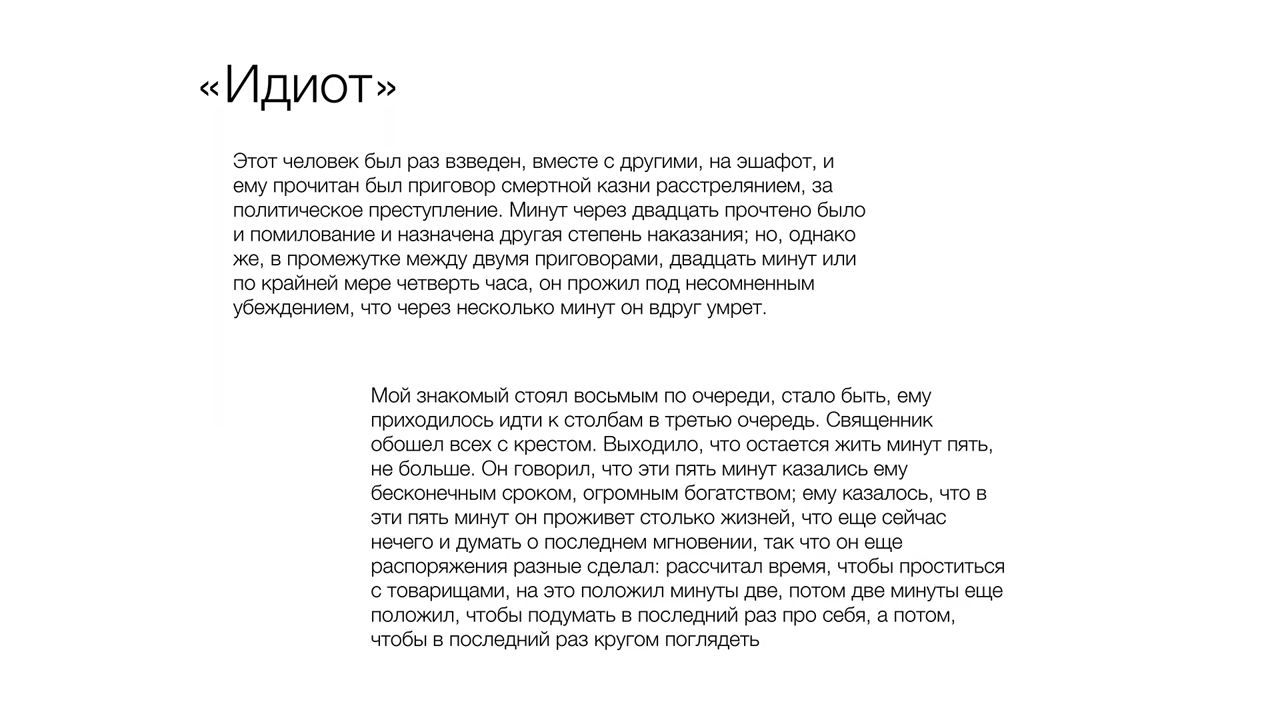 «Идиот»
Этот человек был раз взведен, вместе с другими, на эшафот, и
ему прочитан был приговор смертной казни расстрелянием, за
политическое преступление. Минут через двадцать прочтено было
и помилование и назначена другая степень наказания; но, однако
же, в промежутке между двумя приговорами, двадцать минут или
по крайней мере четверть часа, он прожил под несомненным
убеждением, что через несколько минут он вдруг умрет.
Мой знакомый стоял восьмым по очереди, стало быть, ему
приходилось идти к столбам в третью очередь. Священник
обошел всех с крестом. Выходило, что остается жить минут пять,
не больше. Он говорил, что эти пять минут казались ему
бесконечным сроком, огромным богатством; ему казалось, что в
эти пять минут он проживет столько жизней, что еще сейчас
нечего и думать о последнем мгновении, так что он еще
распоряжения разные сделал: рассчитал время, чтобы проститься
с товарищами, на это положил минуты две, потом две минуты еще
положил, чтобы подумать в последний раз про себя, а потом,
чтобы в последний раз кругом поглядеть